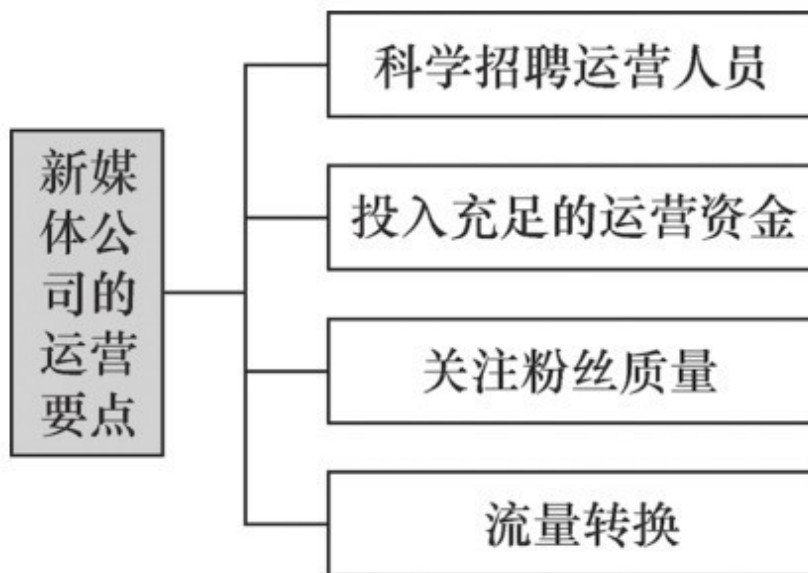 新媒
体公
司的
运营
要点
科学招聘运营人员
投入充足的运营资金
关注粉丝质量
流量转换